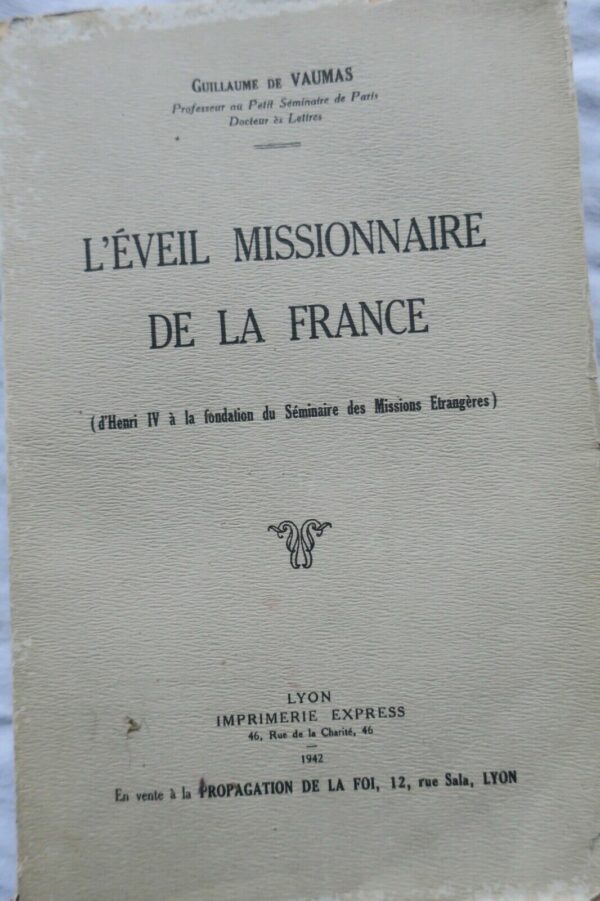 GUILLAUME DE VAUMAS
Professeur au Petit Séminaire de Paris
Docteur ès Lettres
L'ÉVEIL MISSIONNAIRE
DE LA FRANCE
(d'Henri IV à la fondation du Séminaire des Missions Etrangères)
LYON
IMPRIMERIE EXPRESS
46, Rue de la Charité, 46
1942
En vente à la PROPAGATION DE LA FOI, 12, rue Sala, LYON